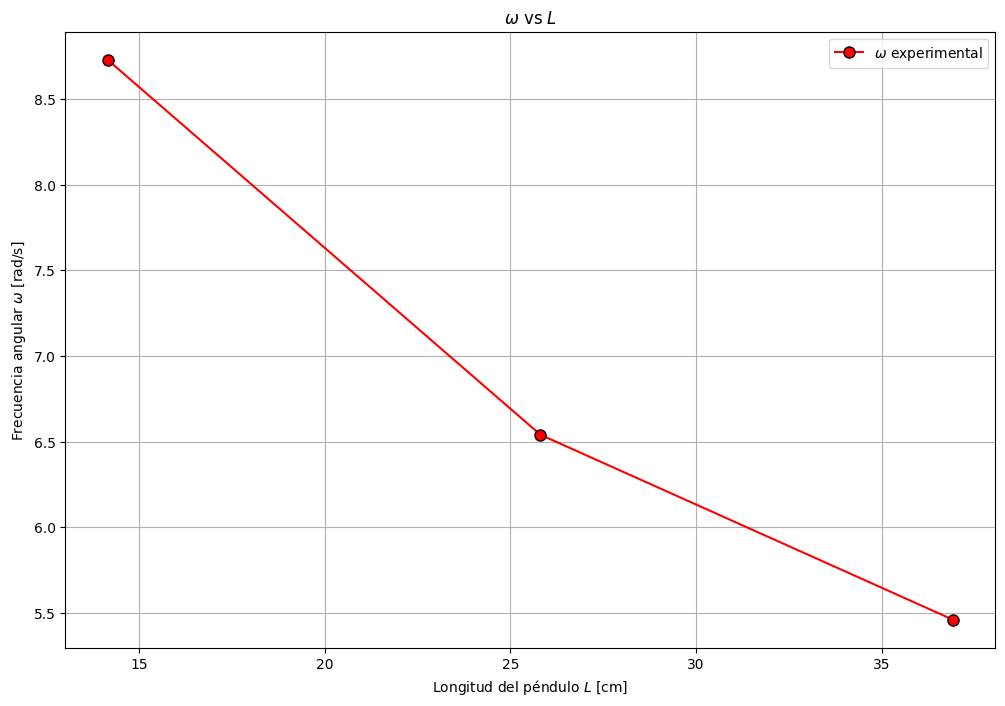 ω vs L
ω experimental
8.5
8.0
7.5
7.0
6.5
6.0
5.5
Frecuencia angular ω [rad/s]
15 20 25 30 35
Longitud del péndulo L [cm]